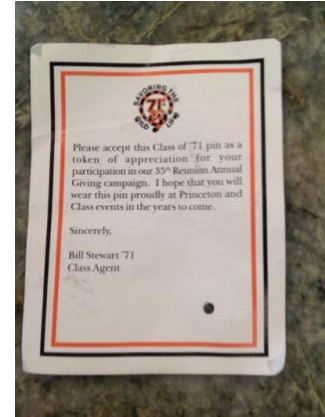 SAVORING THE
WILD LIFE
Please accept this Class of '71 pin as a
token of appreciation for your
participation in our 35th Reunion Annual
Giving campaign. I hope that you will
wear this pin proudly at Princeton and
Class events in the years to come.
Sincerely,
Bill Stewart '71
Class Agent